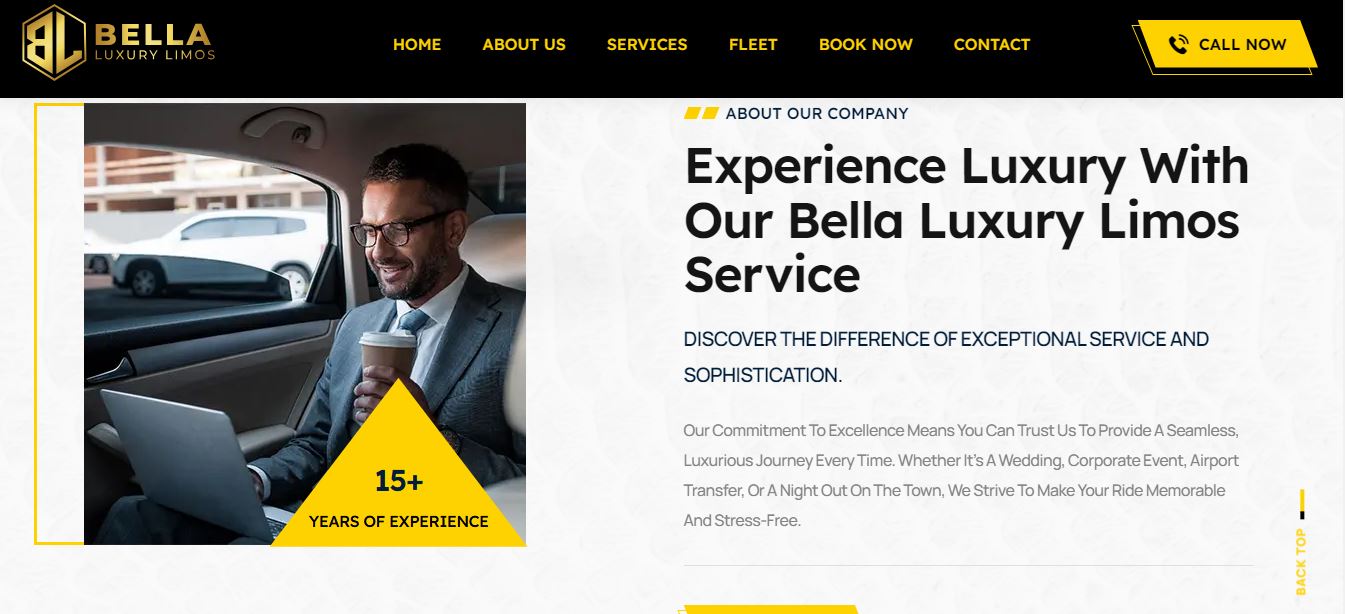 BELLA
LUXURY LIMOS
HOME ABOUT US SERVICES FLEET BOOK NOW CONTACT
CALL NOW
ABOUT OUR COMPANY
Experience Luxury With
Our Bella Luxury Limos
Service
DISCOVER THE DIFFERENCE OF EXCEPTIONAL SERVICE AND
SOPHISTICATION.
Our Commitment To Excellence Means You Can Trust Us To Provide A Seamless,
Luxurious Journey Every Time. Whether It's A Wedding, Corporate Event, Airport
Transfer, Or A Night Out On The Town, We Strive To Make Your Ride Memorable
And Stress-Free.
15+
YEARS OF EXPERIENCE
BACK TOP